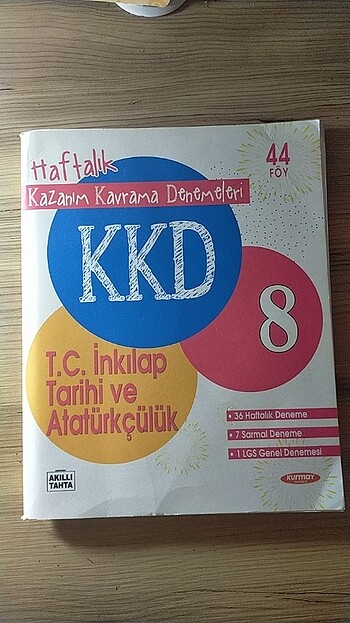 Haftalık
Kazanım Kavrama Denemeleri
44
FÖY
KKD
8
T.C. İnkılap
Tarihi ve
Atatürkçülük
• 36 Haftalık Deneme
• 7 Sarmal Deneme
• 1 LGS Genel Denemesi
AKILLI
TAHTA
kurmay